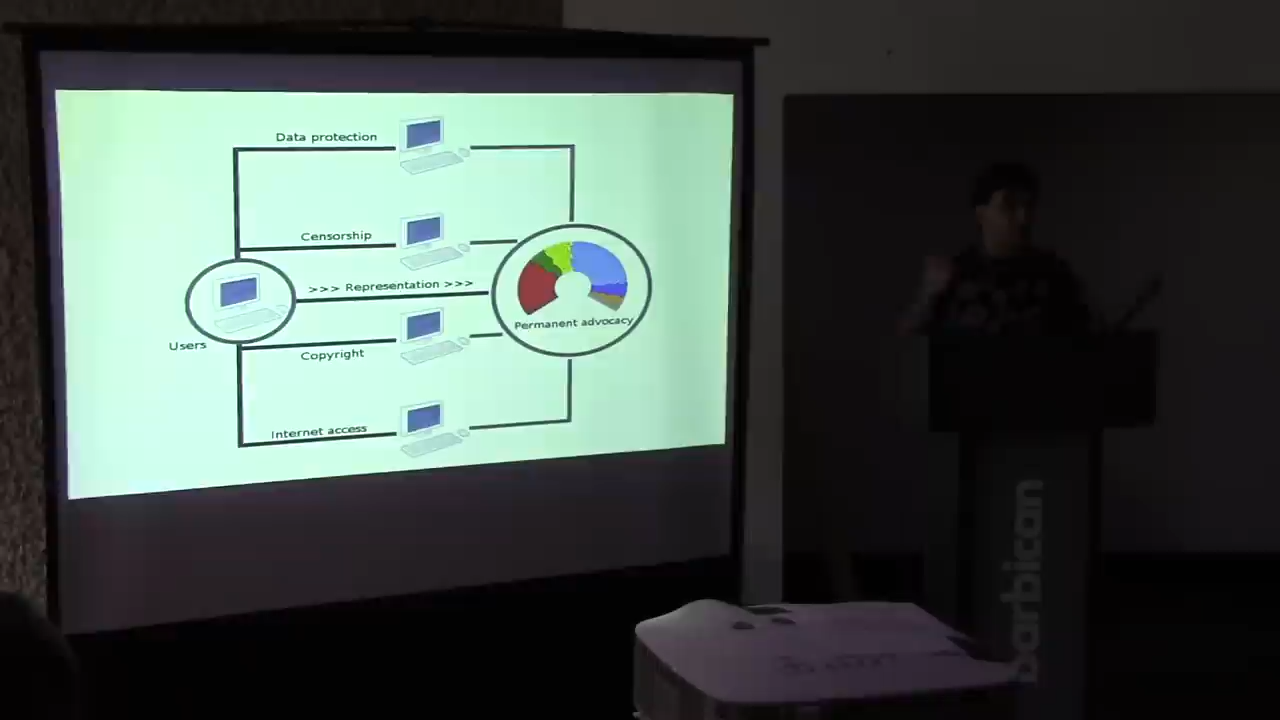 Data protection
Censorship
>>> Representation >>>
Permanent advocacy
Users
Copyright
Internet access
barbican